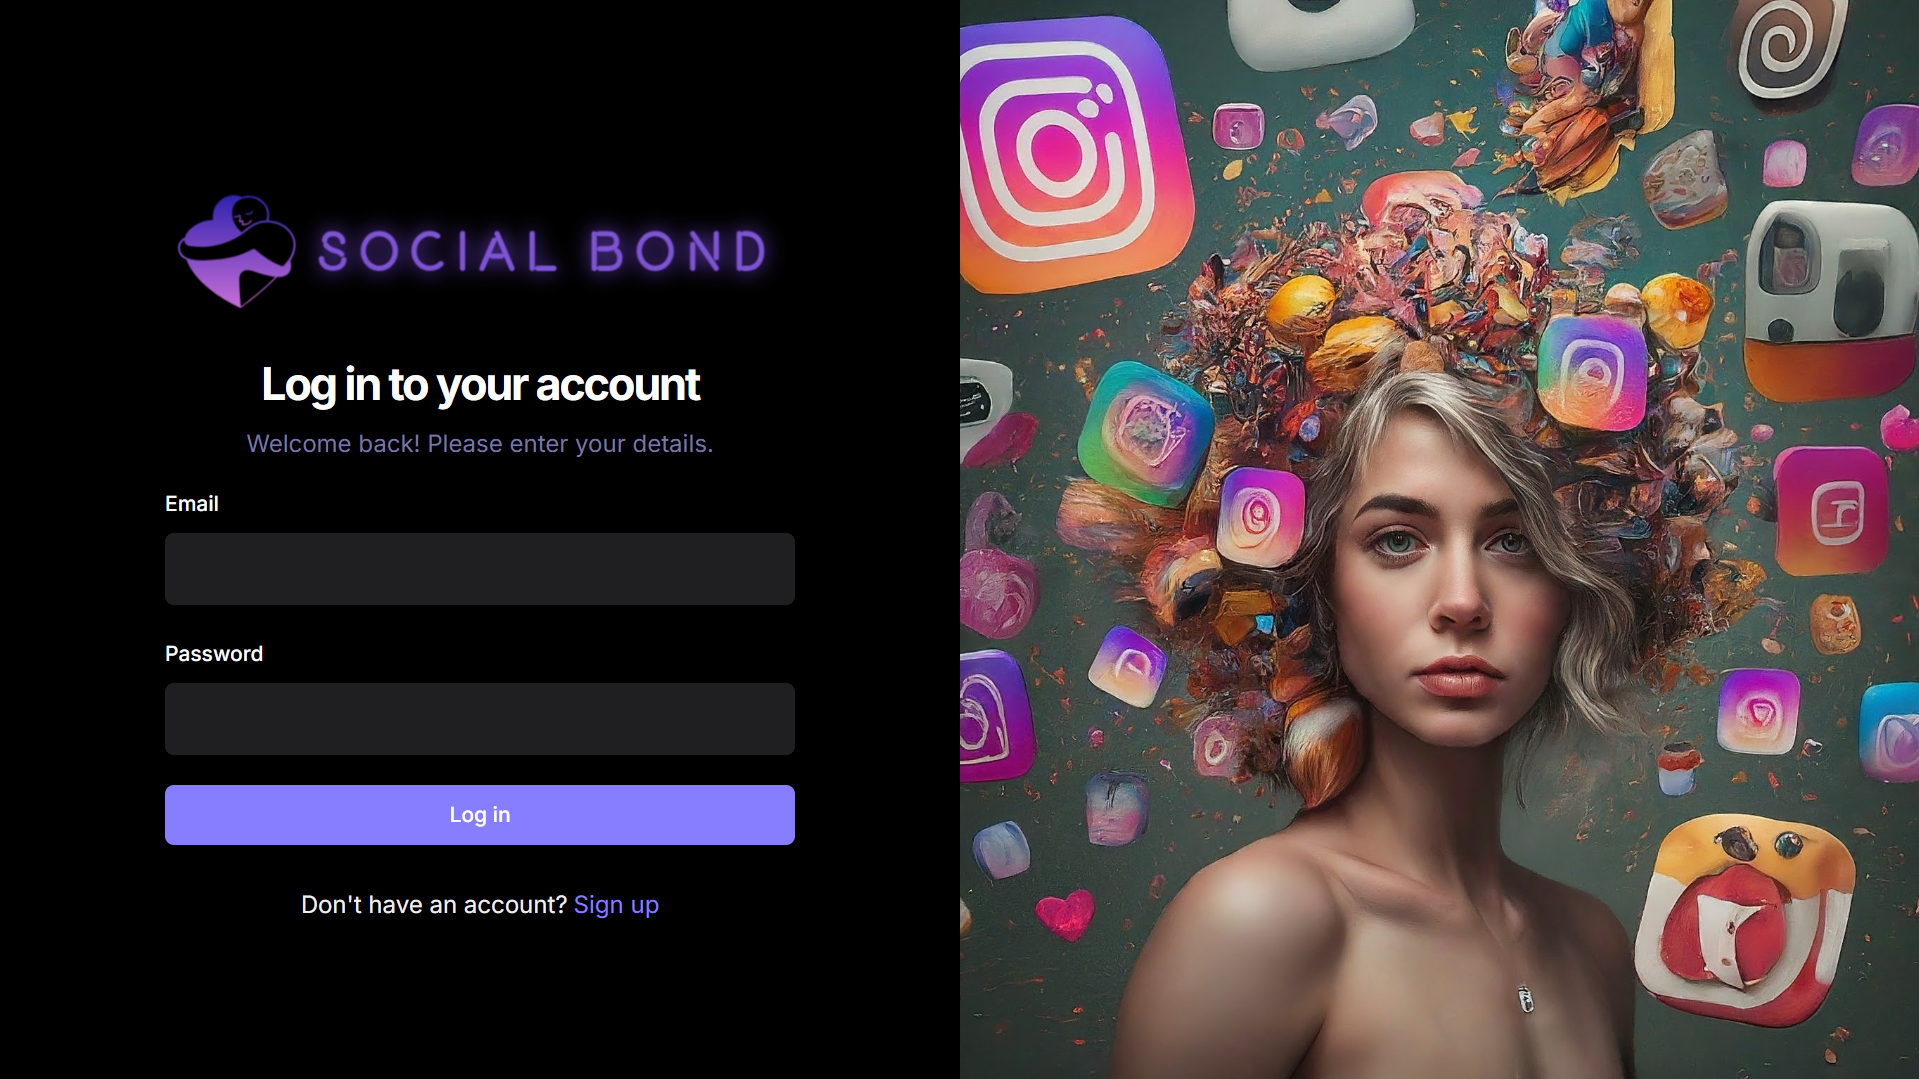 SOCIAL BOND
Log in to your account
Welcome back! Please enter your details.
Email
Password
Log in
Don't have an account? Sign up